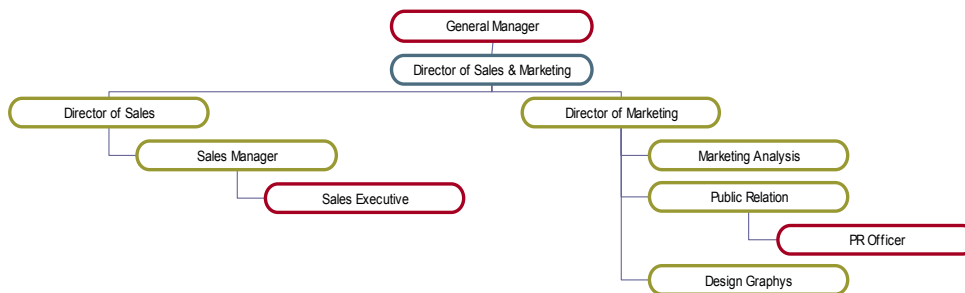 General Manager
Director of Sales & Marketing
Director of Sales
Director of Marketing
Sales Manager
Marketing Analysis
Sales Executive
Public Relation
PR Officer
Design Graphys